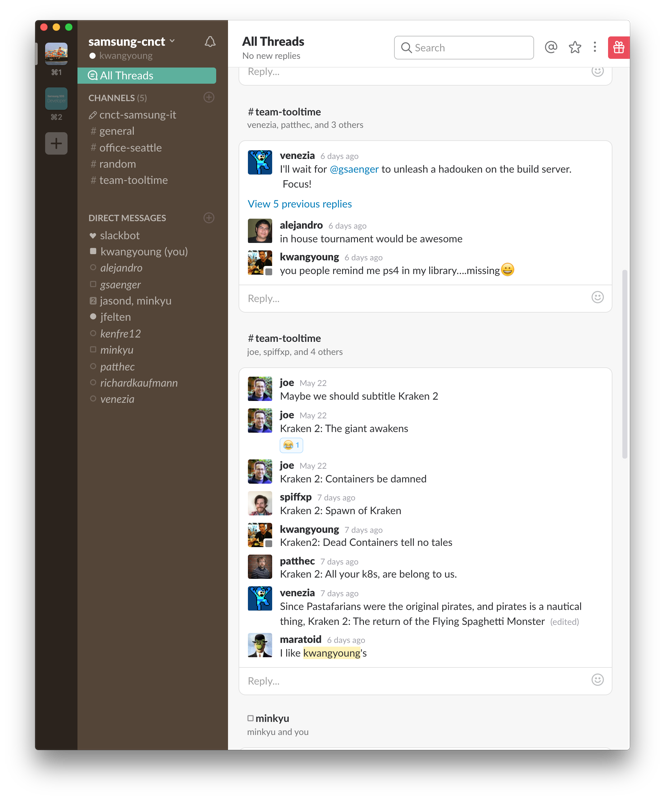 samsung-cnct
kwangyoung
⌘1
⌘2
All Threads
CHANNELS (5)
cnct-samsung-it
# general
# office-seattle
# random
# team-tooltime
DIRECT MESSAGES
slackbot
kwangyoung (you)
alejandro
gsaenger
jasond, minkyu
jfelten
kenfre12
minkyu
patthec
richardkaufmann
venezia
All Threads
No new replies
Search
Reply...
#team-tooltime
venezia, patthec, and 3 others
venezia 6 days ago
I'll wait for @gsaenger to unleash a hadouken on the build server.
Focus!
View 5 previous replies
alejandro 6 days ago
in house tournament would be awesome
kwangyoung 6 days ago
you people remind me ps4 in my library....missing😀
Reply...
#team-tooltime
joe, spiffxp, and 4 others
joe May 22
Maybe we should subtitle Kraken 2
joe May 22
Kraken 2: The giant awakens
😂 1
joe May 22
Kraken 2: Containers be damned
spiffxp 7 days ago
Kraken 2: Spawn of Kraken
kwangyoung 7 days ago
Kraken2: Dead Containers tell no tales
patthec 7 days ago
Kraken 2: All your k8s, are belong to us.
venezia 7 days ago
Since Pastafarians were the original pirates, and pirates is a nautical
thing, Kraken 2: The return of the Flying Spaghetti Monster (edited)
maratoid 6 days ago
I like kwangyoung's
Reply...
minkyu
minkyu and you